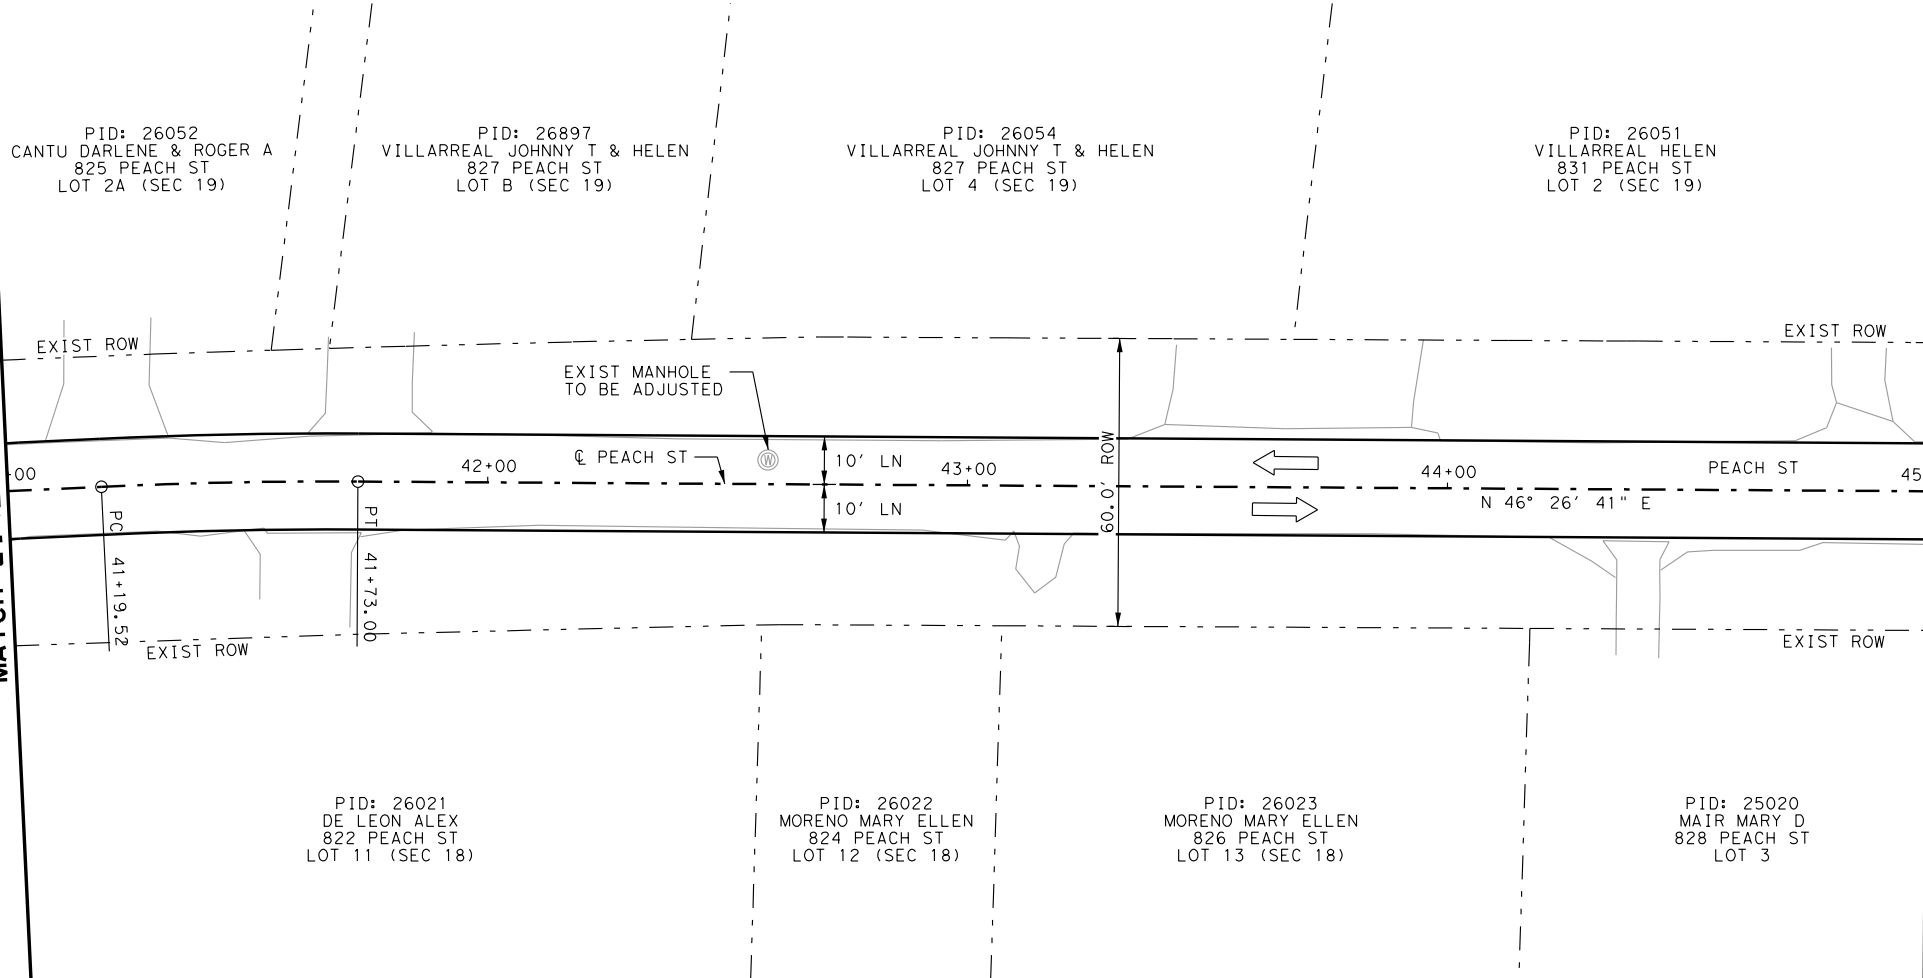 PID: 26052
CANTU DARLENE & ROGER A
825 PEACH ST
LOT 2A (SEC 19)
PID: 26897
VILLARREAL JOHNNY T & HELEN
827 PEACH ST
LOT B (SEC 19)
PID: 26054
VILLARREAL JOHNNY T & HELEN
827 PEACH ST
LOT 4 (SEC 19)
PID: 26051
VILLARREAL HELEN
831 PEACH ST
LOT 2 (SEC 19)
EXIST ROW
EXIST ROW
EXIST MANHOLE
TO BE ADJUSTED
W
℄ PEACH ST
+00
42+00
10' LN
43+00
10' LN
60.0' ROW
44+00
PEACH ST
45
N 46° 26' 41" E
PC 41+19.52
PT 41+73.00
EXIST ROW
EXIST ROW
PID: 26021
DE LEON ALEX
822 PEACH ST
LOT 11 (SEC 18)
PID: 26022
MORENO MARY ELLEN
824 PEACH ST
LOT 12 (SEC 18)
PID: 26023
MORENO MARY ELLEN
826 PEACH ST
LOT 13 (SEC 18)
PID: 25020
MAIR MARY D
828 PEACH ST
LOT 3